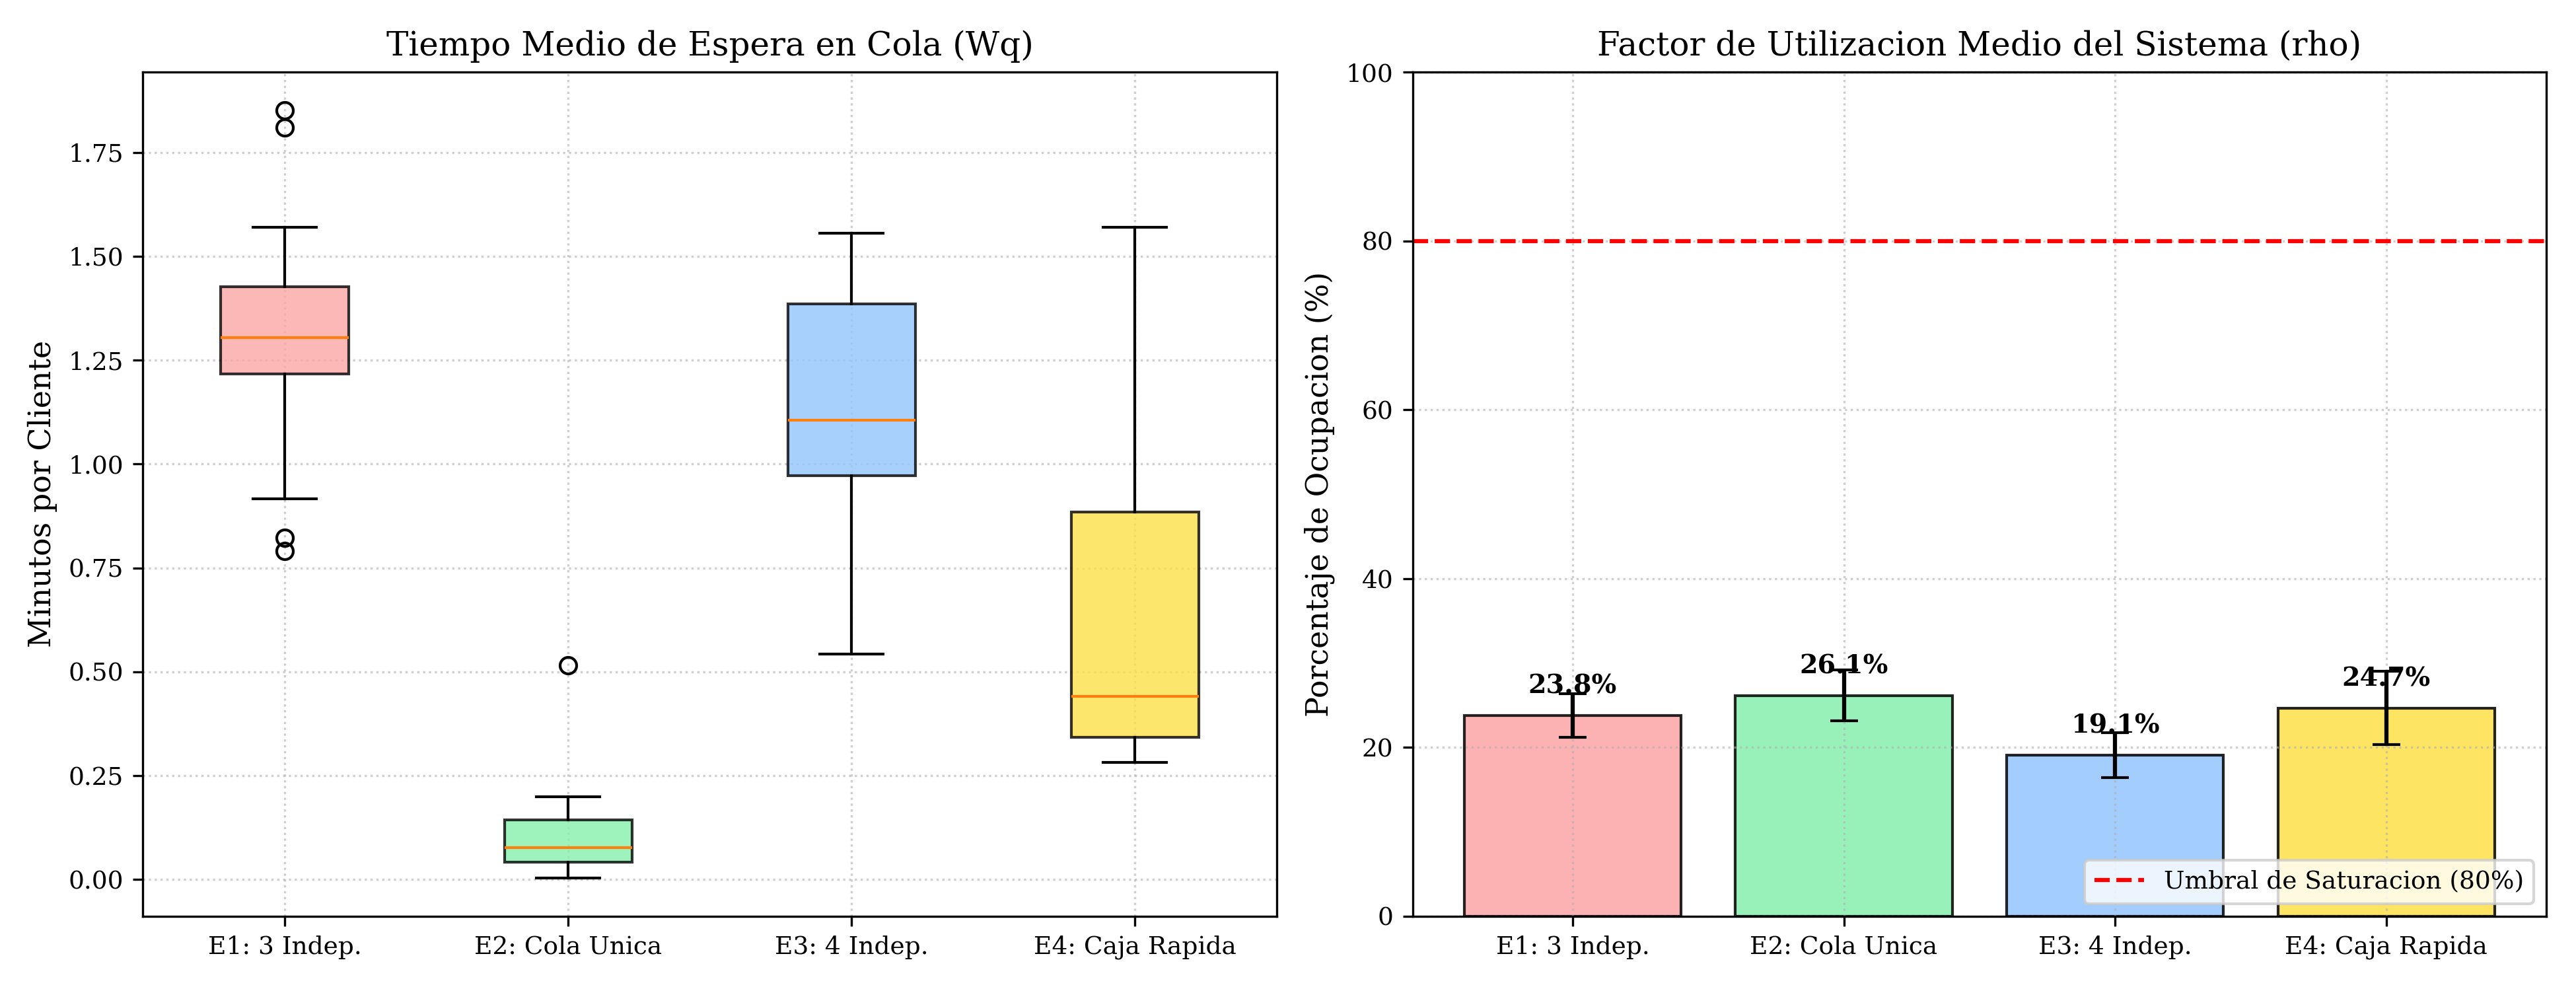 Tiempo Medio de Espera en Cola (Wq)
Minutos por Cliente
1.75
1.50
1.25
1.00
0.75
0.50
0.25
0.00
E1: 3 Indep.
E2: Cola Unica
E3: 4 Indep.
E4: Caja Rapida
Factor de Utilizacion Medio del Sistema (rho)
Porcentaje de Ocupacion (%)
100
80
60
40
20
0
23.8%
26.1%
19.1%
24.7%
Umbral de Saturacion (80%)
E1: 3 Indep.
E2: Cola Unica
E3: 4 Indep.
E4: Caja Rapida